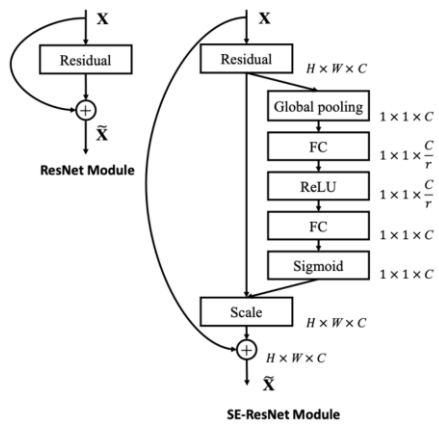 X
Residual
+
X̃
ResNet Module
X
Residual
H × W × C
Global pooling
1 × 1 × C
FC
1 × 1 × C/r
ReLU
1 × 1 × C/r
FC
1 × 1 × C
Sigmoid
1 × 1 × C
Scale
H × W × C
+
H × W × C
X̃
SE-ResNet Module